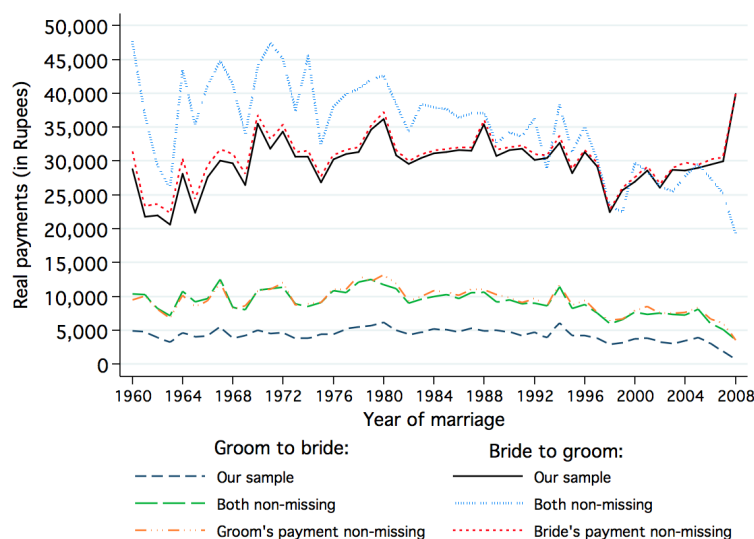 Real payments (in Rupees)
50,000
45,000
40,000
35,000
30,000
25,000
20,000
15,000
10,000
5,000
0
1960 1964 1968 1972 1976 1980 1984 1988 1992 1996 2000 2004 2008
Year of marriage
Groom to bride: Bride to groom:
Our sample Our sample
Both non-missing Both non-missing
Groom's payment non-missing Bride's payment non-missing